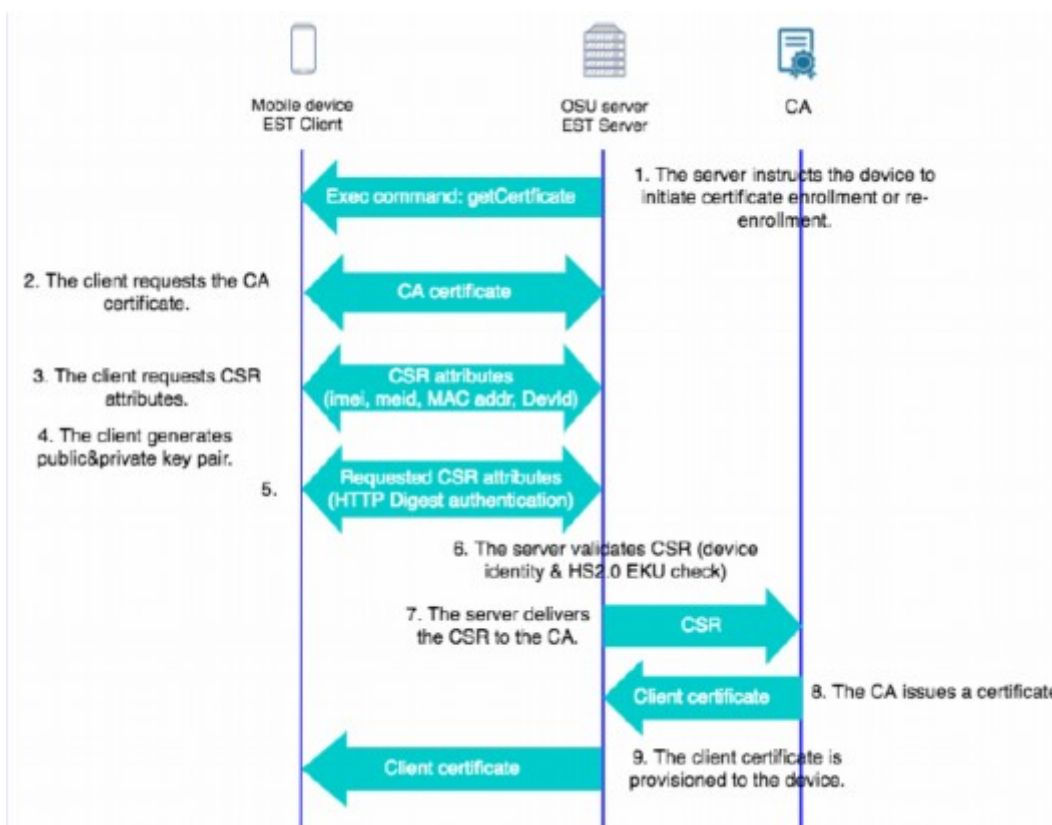 Mobile device
EST Client
OSU server
EST Server
CA
Exec command: getCertficate
1. The server instructs the device to
initiate certificate enrollment or re-
enrollment.
2. The client requests the CA
certificate.
CA certificate
3. The client requests CSR
attributes.
CSR attributes
(imei, meid, MAC addr, DevId)
4. The client generates
public&private key pair.
5.
Requested CSR attributes
(HTTP Digest authentication)
6. The server validates CSR (device
identity & HS2.0 EKU check)
7. The server delivers
the CSR to the CA.
CSR
Client certificate
8. The CA issues a certificate
Client certificate
9. The client certificate is
provisioned to the device.